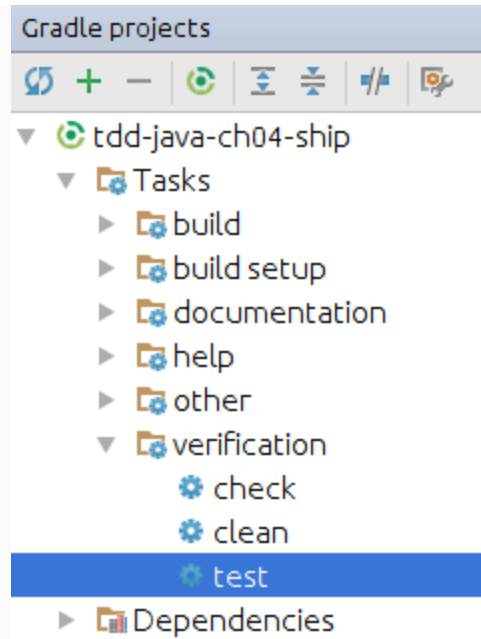 Gradle projects
tdd-java-ch04-ship
Tasks
build
build setup
documentation
help
other
verification
check
clean
test
Dependencies